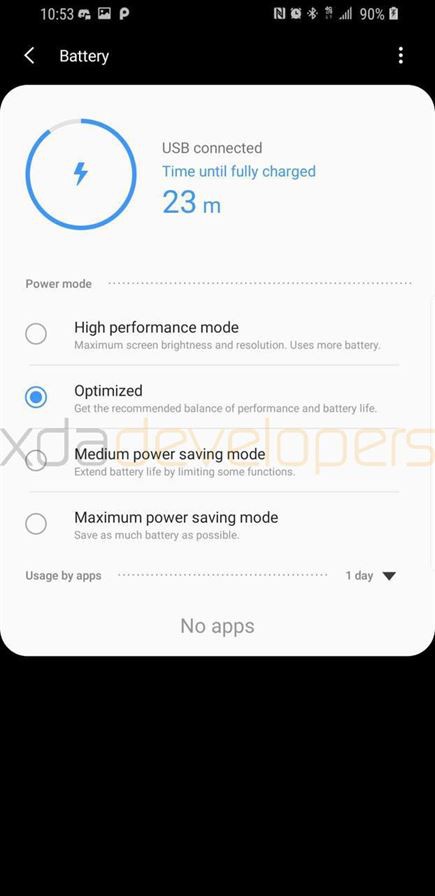 10:53 90%
Battery
USB connected
Time until fully charged
23 m
Power mode
High performance mode
Maximum screen brightness and resolution. Uses more battery.
Optimized
Get the recommended balance of performance and battery life.
xdadevelopers
Medium power saving mode
Extend battery life by limiting some functions.
Maximum power saving mode
Save as much battery as possible.
Usage by apps 1 day
No apps